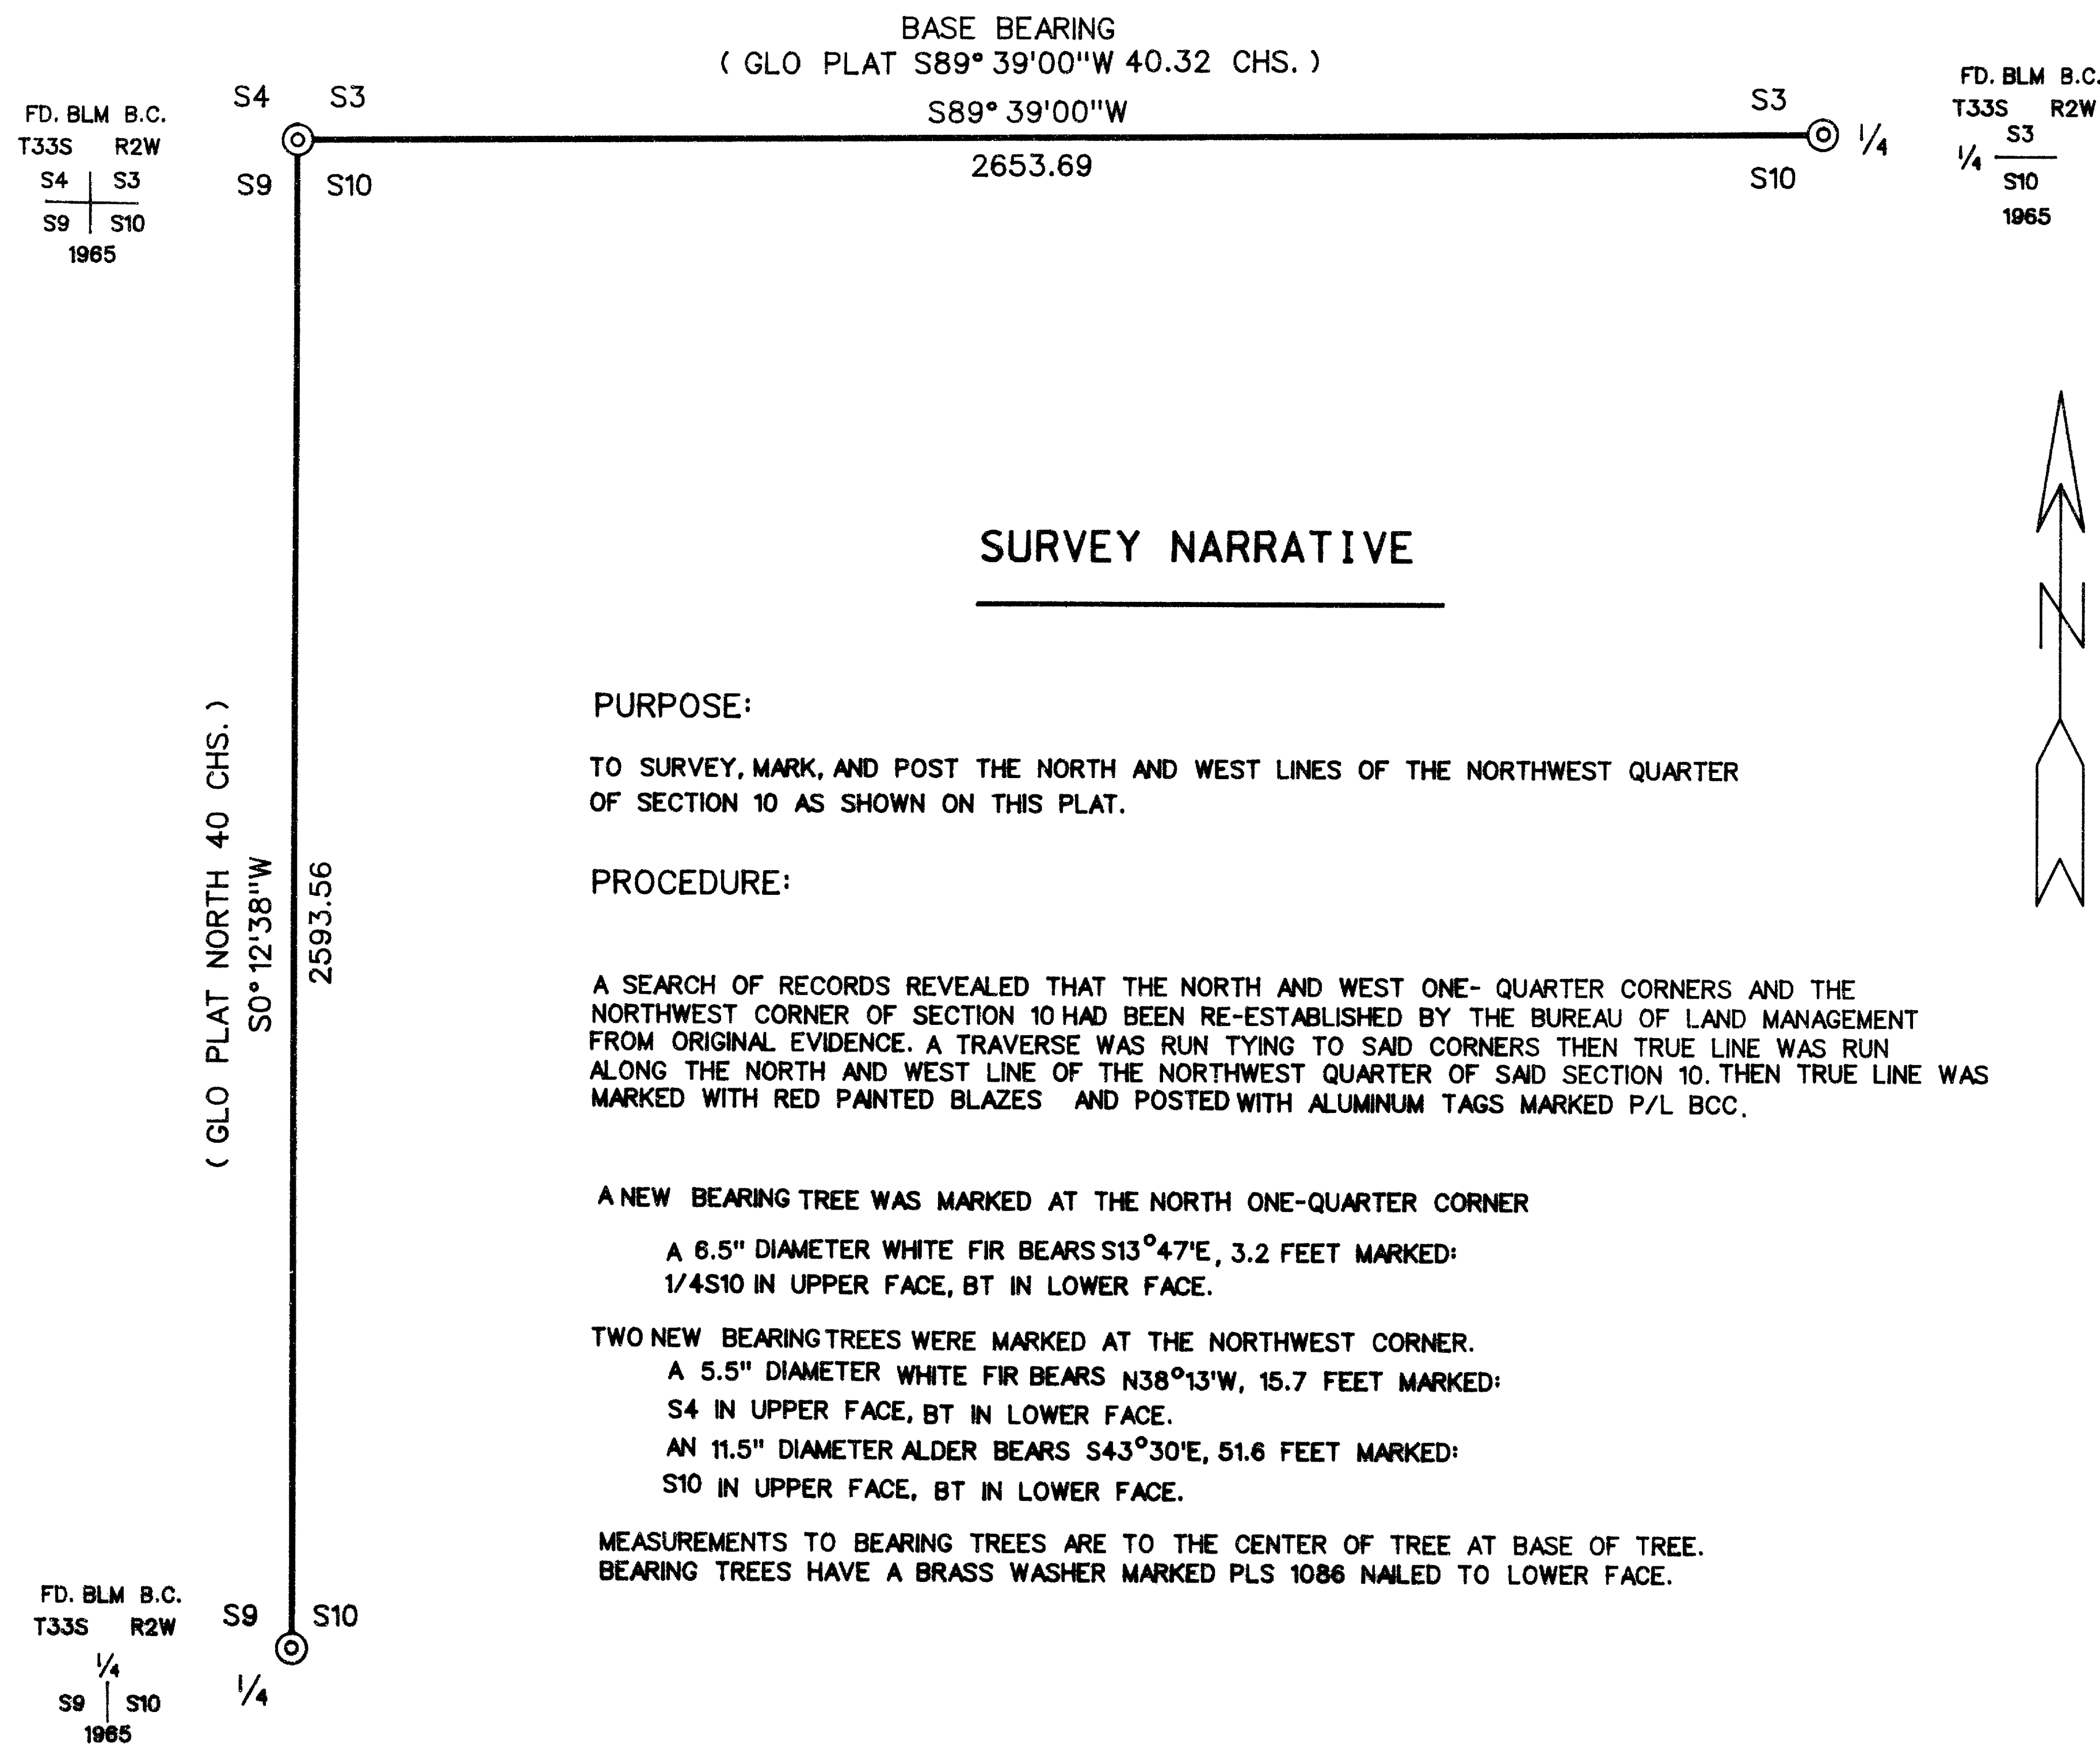 BASE BEARING
( GLO PLAT S89° 39'00"W 40.32 CHS. )
S89° 39'00"W
2653.69
FD. BLM B.C.
T33S R2W
S4 S3
S9 S10
1965
S4 S3
S9 S10
S3
S10
1/4
FD. BLM B.C.
T33S R2W
S3
1/4
S10
1965
N
( GLO PLAT NORTH 40 CHS. )
S0° 12'38"W
2593.56
SURVEY NARRATIVE
PURPOSE:
TO SURVEY, MARK, AND POST THE NORTH AND WEST LINES OF THE NORTHWEST QUARTER
OF SECTION 10 AS SHOWN ON THIS PLAT.
PROCEDURE:
A SEARCH OF RECORDS REVEALED THAT THE NORTH AND WEST ONE- QUARTER CORNERS AND THE
NORTHWEST CORNER OF SECTION 10 HAD BEEN RE-ESTABLISHED BY THE BUREAU OF LAND MANAGEMENT
FROM ORIGINAL EVIDENCE. A TRAVERSE WAS RUN TYING TO SAID CORNERS THEN TRUE LINE WAS RUN
ALONG THE NORTH AND WEST LINE OF THE NORTHWEST QUARTER OF SAID SECTION 10. THEN TRUE LINE WAS
MARKED WITH RED PAINTED BLAZES AND POSTED WITH ALUMINUM TAGS MARKED P/L BCC.
A NEW BEARING TREE WAS MARKED AT THE NORTH ONE-QUARTER CORNER
A 6.5" DIAMETER WHITE FIR BEARS S13°47'E, 3.2 FEET MARKED:
1/4S10 IN UPPER FACE, BT IN LOWER FACE.
TWO NEW BEARING TREES WERE MARKED AT THE NORTHWEST CORNER.
A 5.5" DIAMETER WHITE FIR BEARS N38°13'W, 15.7 FEET MARKED:
S4 IN UPPER FACE, BT IN LOWER FACE.
AN 11.5" DIAMETER ALDER BEARS S43°30'E, 51.6 FEET MARKED:
S10 IN UPPER FACE, BT IN LOWER FACE.
MEASUREMENTS TO BEARING TREES ARE TO THE CENTER OF TREE AT BASE OF TREE.
BEARING TREES HAVE A BRASS WASHER MARKED PLS 1086 NAILED TO LOWER FACE.
FD. BLM B.C.
T33S R2W
1/4
S9 S10
1965
S9 S10
1/4